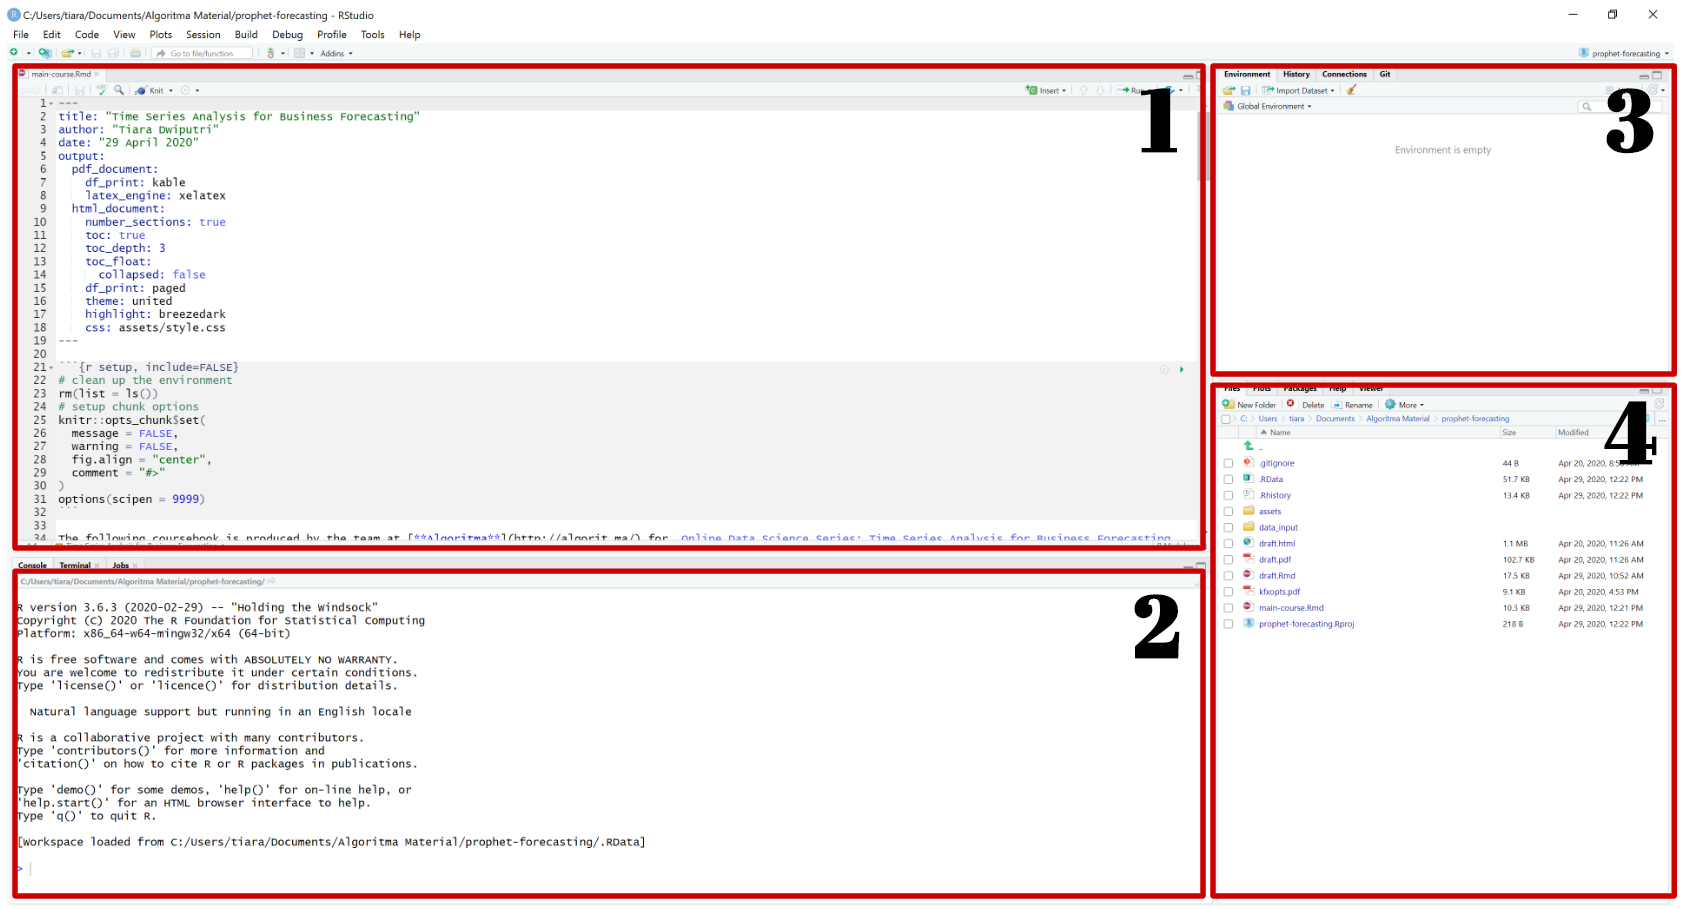 C:/Users/tiara/Documents/Algoritma Material/prophet-forecasting - RStudio
File Edit Code View Plots Session Build Debug Profile Tools Help
Go to file/function Addins prophet-forecasting
main-course.Rmd
Knit Insert Run
1 ---
2 title: "Time Series Analysis for Business Forecasting"
3 author: "Tiara Dwiputri"
4 date: "29 April 2020"
5 output:
6 pdf_document:
7 df_print: kable
8 latex_engine: xelatex
9 html_document:
10 number_sections: true
11 toc: true
12 toc_depth: 3
13 toc_float:
14 collapsed: false
15 df_print: paged
16 theme: united
17 highlight: breezedark
18 css: assets/style.css
19 ---
20
21 ```{r setup, include=FALSE}
22 # clean up the environment
23 rm(list = ls())
24 # setup chunk options
25 knitr::opts_chunk$set(
26 message = FALSE,
27 warning = FALSE,
28 fig.align = "center",
29 comment = "#>"
30 )
31 options(scipen = 9999)
32 ```
33
34 The following coursebook is produced by the team at [**Algoritma**](http://algorit.ma/) for Online Data Science Series: Time Series Analysis for Business Forecasting
1
Console Terminal Jobs
C:/Users/tiara/Documents/Algoritma Material/prophet-forecasting/
R version 3.6.3 (2020-02-29) -- "Holding the Windsock"
Copyright (C) 2020 The R Foundation for Statistical Computing
Platform: x86_64-w64-mingw32/x64 (64-bit)
R is free software and comes with ABSOLUTELY NO WARRANTY.
You are welcome to redistribute it under certain conditions.
Type 'license()' or 'licence()' for distribution details.
Natural language support but running in an English locale
R is a collaborative project with many contributors.
Type 'contributors()' for more information and
'citation()' on how to cite R or R packages in publications.
Type 'demo()' for some demos, 'help()' for on-line help, or
'help.start()' for an HTML browser interface to help.
Type 'q()' to quit R.
[Workspace loaded from C:/Users/tiara/Documents/Algoritma Material/prophet-forecasting/.RData]
>
2
Environment History Connections Git
Import Dataset
Global Environment
Environment is empty
3
Files Plots Packages Help Viewer
New Folder Delete Rename More
C: Users tiara Documents Algoritma Material prophet-forecasting ...
Name Size Modified
..
.gitignore 44 B Apr 20, 2020,
.RData 51.7 KB Apr 29, 2020, 12:22 PM
.Rhistory 13.4 KB Apr 29, 2020, 12:22 PM
assets
data_input
draft.html 1.1 MB Apr 20, 2020, 11:26 AM
draft.pdf 102.7 KB Apr 20, 2020, 11:26 AM
draft.Rmd 17.5 KB Apr 29, 2020, 10:52 AM
kfxopts.pdf 9.1 KB Apr 20, 2020, 4:53 PM
main-course.Rmd 10.3 KB Apr 29, 2020, 12:21 PM
prophet-forecasting.Rproj 218 B Apr 29, 2020, 12:22 PM
4